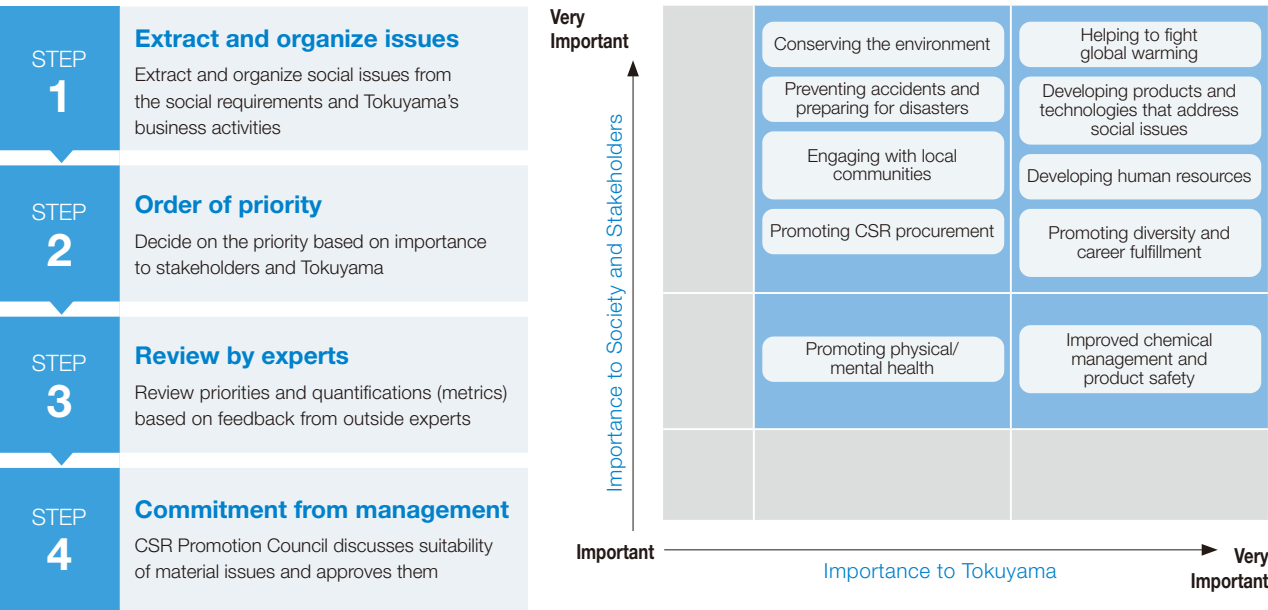 STEP
1
Extract and organize issues
Extract and organize social issues from
the social requirements and Tokuyama's
business activities
STEP
2
Order of priority
Decide on the priority based on importance
to stakeholders and Tokuyama
STEP
3
Review by experts
Review priorities and quantifications (metrics)
based on feedback from outside experts
STEP
4
Commitment from management
CSR Promotion Council discusses suitability
of material issues and approves them
Very
Important
Importance to Society and Stakeholders
Conserving the environment
Preventing accidents and
preparing for disasters
Engaging with local
communities
Promoting CSR procurement
Helping to fight
global warming
Developing products and
technologies that address
social issues
Developing human resources
Promoting diversity and
career fulfillment
Promoting physical/
mental health
Improved chemical
management and
product safety
Important
Importance to Tokuyama
Very
Important